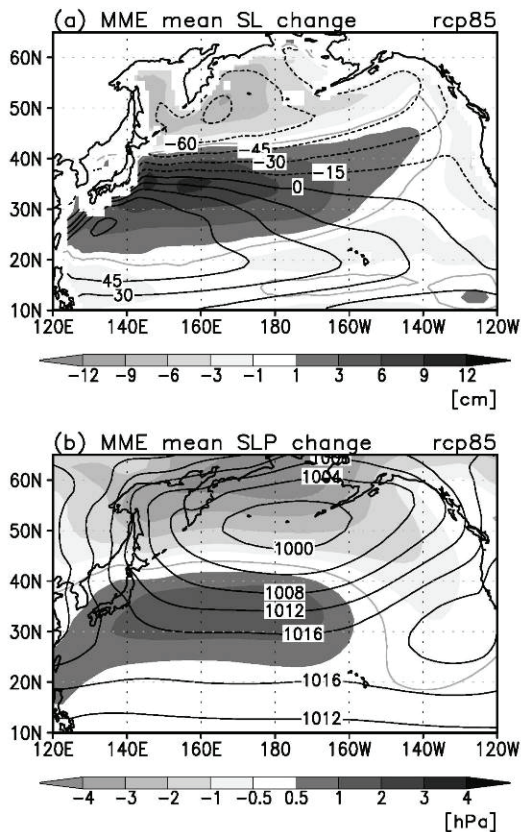 (a) MME mean SL change rcp85
60N
50N
40N
30N
20N
10N
-60
-45
-30
-15
0
45
30
120E 140E 160E 180 160W 140W 120W
-12 -9 -6 -3 -1 1 3 6 9 12
[cm]
(b) MME mean SLP change rcp85
60N
50N
40N
30N
20N
10N
1004
1000
1008
1012
1016
1016
1012
120E 140E 160E 180 160W 140W 120W
-4 -3 -2 -1 -0.5 0.5 1 2 3 4
[hPa]